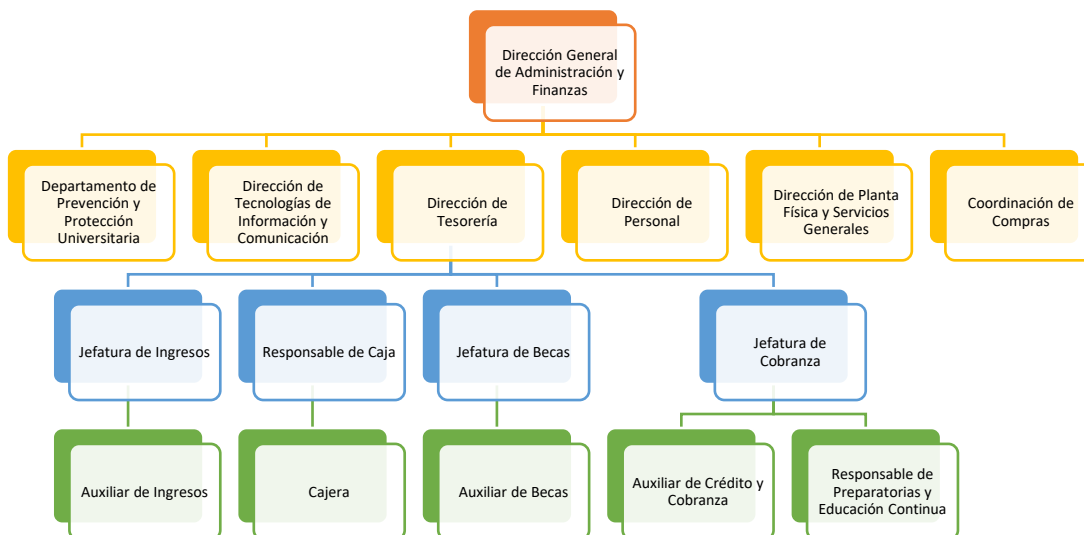 Dirección General
de Administración y
Finanzas
Departamento de
Prevención y
Protección
Universitaria
Dirección de
Tecnologías de
Información y
Comunicación
Dirección de
Tesorería
Dirección de
Personal
Dirección de Planta
Física y Servicios
Generales
Coordinación de
Compras
Jefatura de Ingresos
Responsable de Caja
Jefatura de Becas
Jefatura de
Cobranza
Auxiliar de Ingresos
Cajera
Auxiliar de Becas
Auxiliar de Crédito y
Cobranza
Responsable de
Preparatorias y
Educación Continua